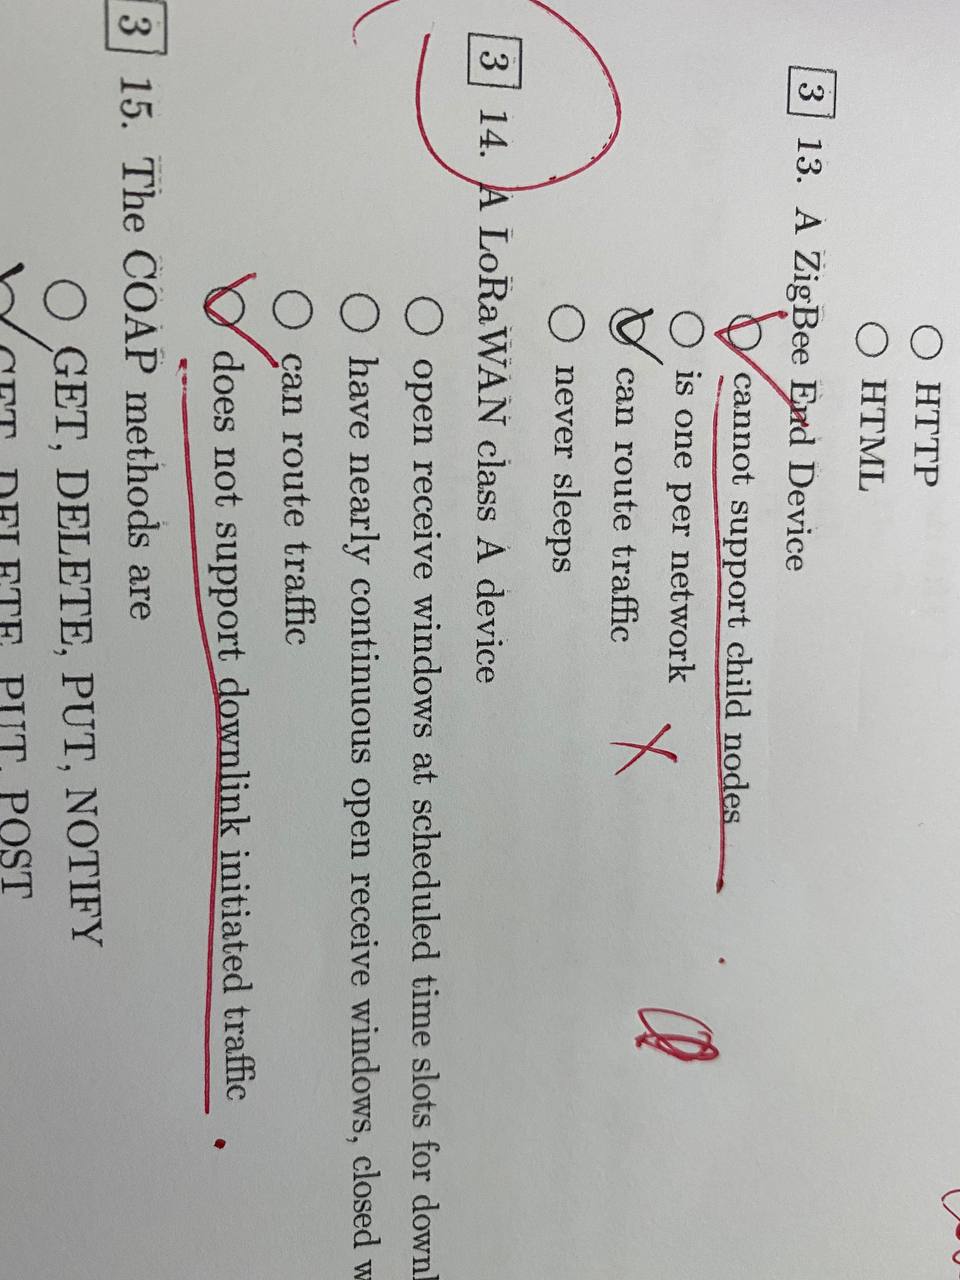 HTTP
HTML
3 13. A ZigBee End Device
cannot support child nodes
is one per network
can route traffic
never sleeps
3 14. A LoRaWAN class A device
open receive windows at scheduled time slots for downl
have nearly continuous open receive windows, closed w
can route traffic
does not support downlink initiated traffic
3 15. The COAP methods are
GET, DELETE, PUT, NOTIFY
GET, DELETE, PUT, POST